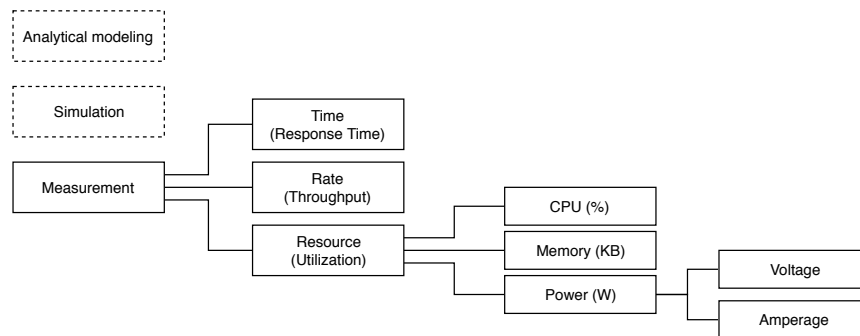 Analytical modeling
Simulation
Measurement
Time
(Response Time)
Rate
(Throughput)
Resource
(Utilization)
CPU (%)
Memory (KB)
Power (W)
Voltage
Amperage